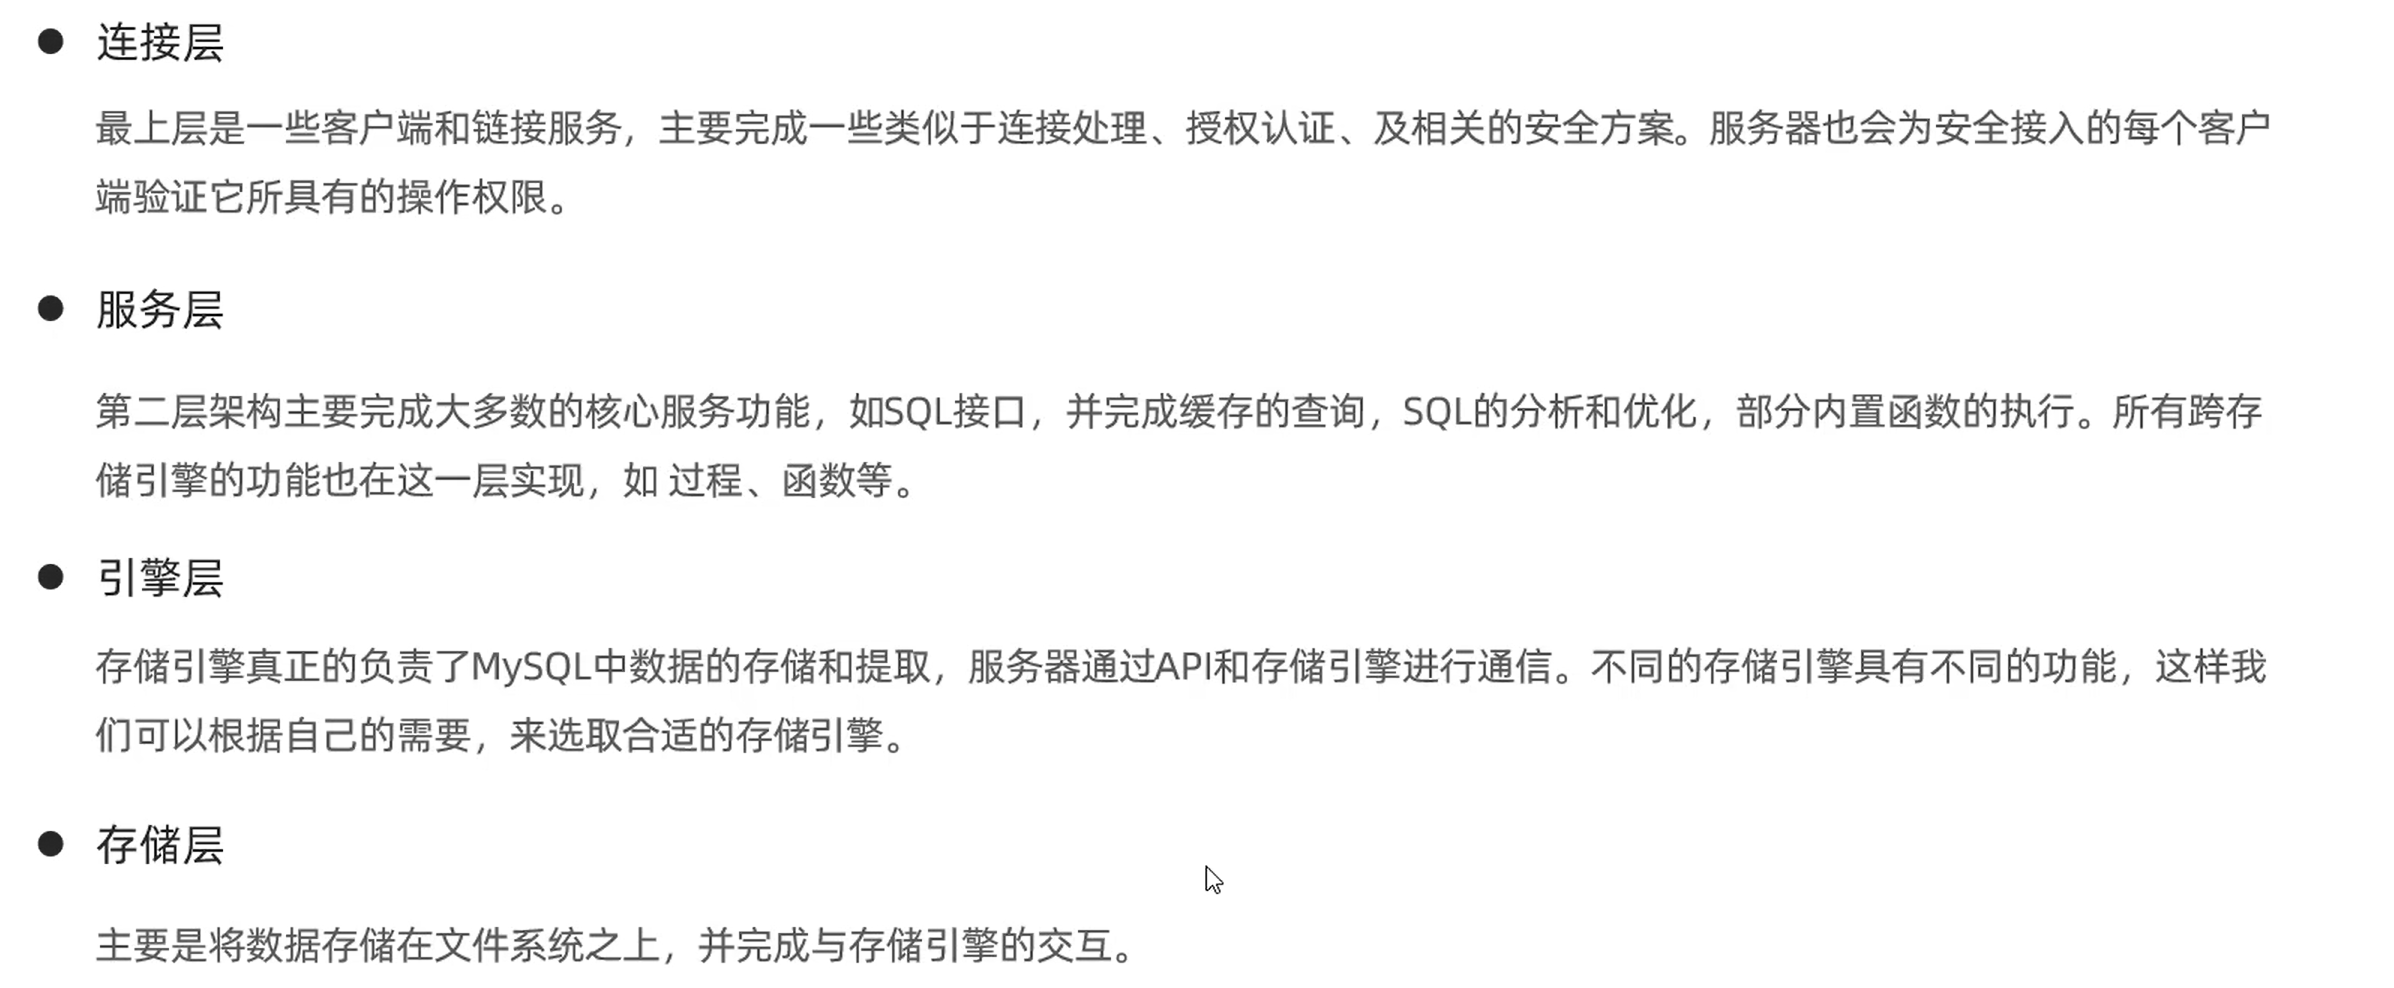 ● 连接层
最上层是一些客户端和链接服务，主要完成一些类似于连接处理、授权认证、及相关的安全方案。服务器也会为安全接入的每个客户
端验证它所具有的操作权限。
● 服务层
第二层架构主要完成大多数的核心服务功能，如SQL接口，并完成缓存的查询，SQL的分析和优化，部分内置函数的执行。所有跨存
储引擎的功能也在这一层实现，如 过程、函数等。
● 引擎层
存储引擎真正的负责了MySQL中数据的存储和提取，服务器通过API和存储引擎进行通信。不同的存储引擎具有不同的功能，这样我
们可以根据自己的需要，来选取合适的存储引擎。
● 存储层
主要是将数据存储在文件系统之上，并完成与存储引擎的交互。